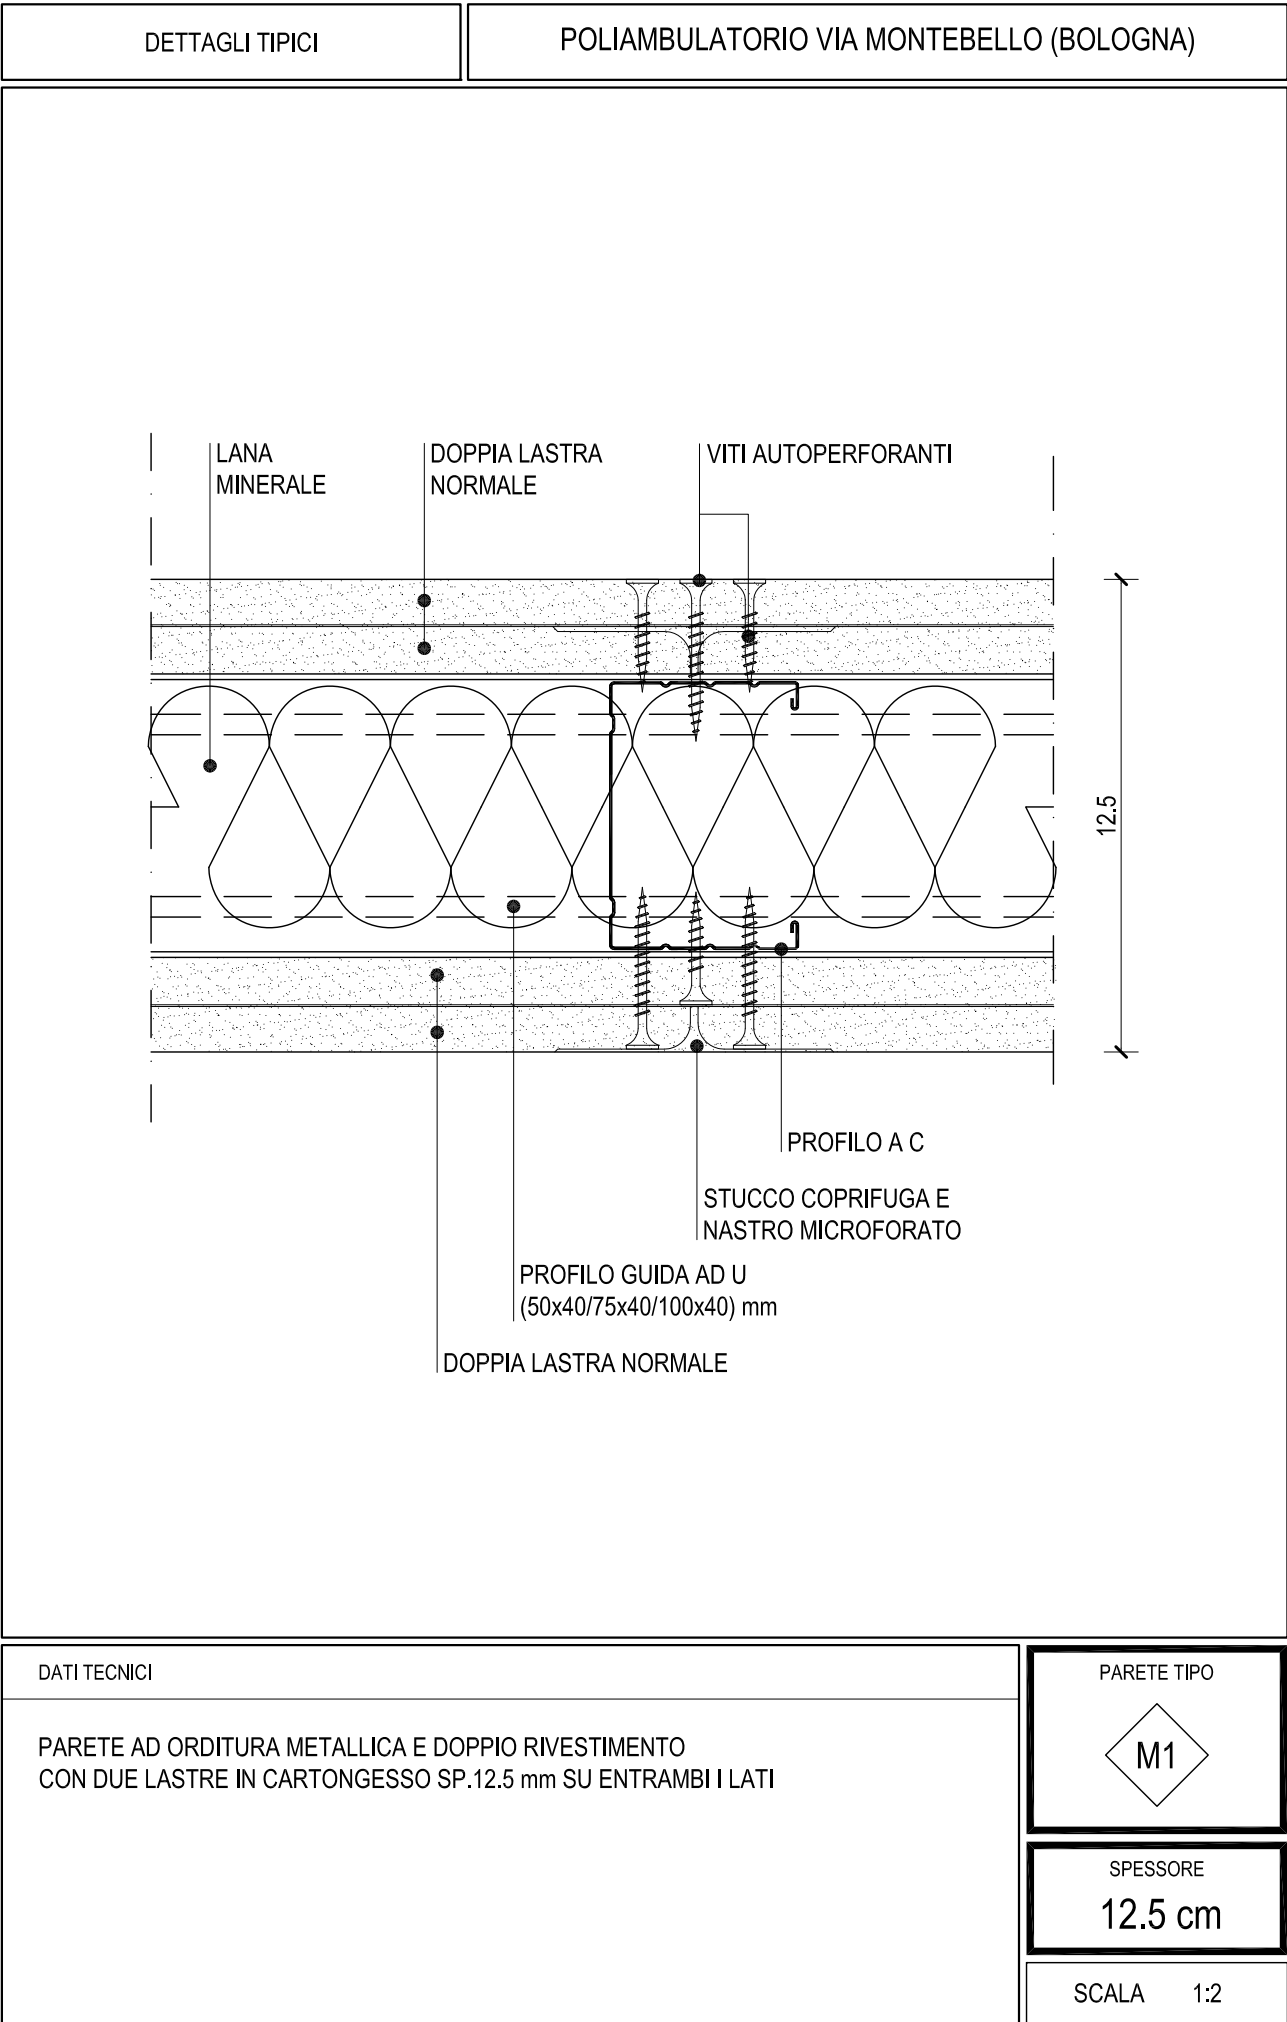 DETTAGLI TIPICI
POLIAMBULATORIO VIA MONTEBELLO (BOLOGNA)
LANA
MINERALE
DOPPIA LASTRA
NORMALE
VITI AUTOPERFORANTI
12.5
PROFILO A C
STUCCO COPRIFUGA E
NASTRO MICROFORATO
PROFILO GUIDA AD U
(50x40/75x40/100x40) mm
DOPPIA LASTRA NORMALE
DATI TECNICI
PARETE AD ORDITURA METALLICA E DOPPIO RIVESTIMENTO
CON DUE LASTRE IN CARTONGESSO SP.12.5 mm SU ENTRAMBI I LATI
PARETE TIPO
M1
SPESSORE
12.5 cm
SCALA 1:2